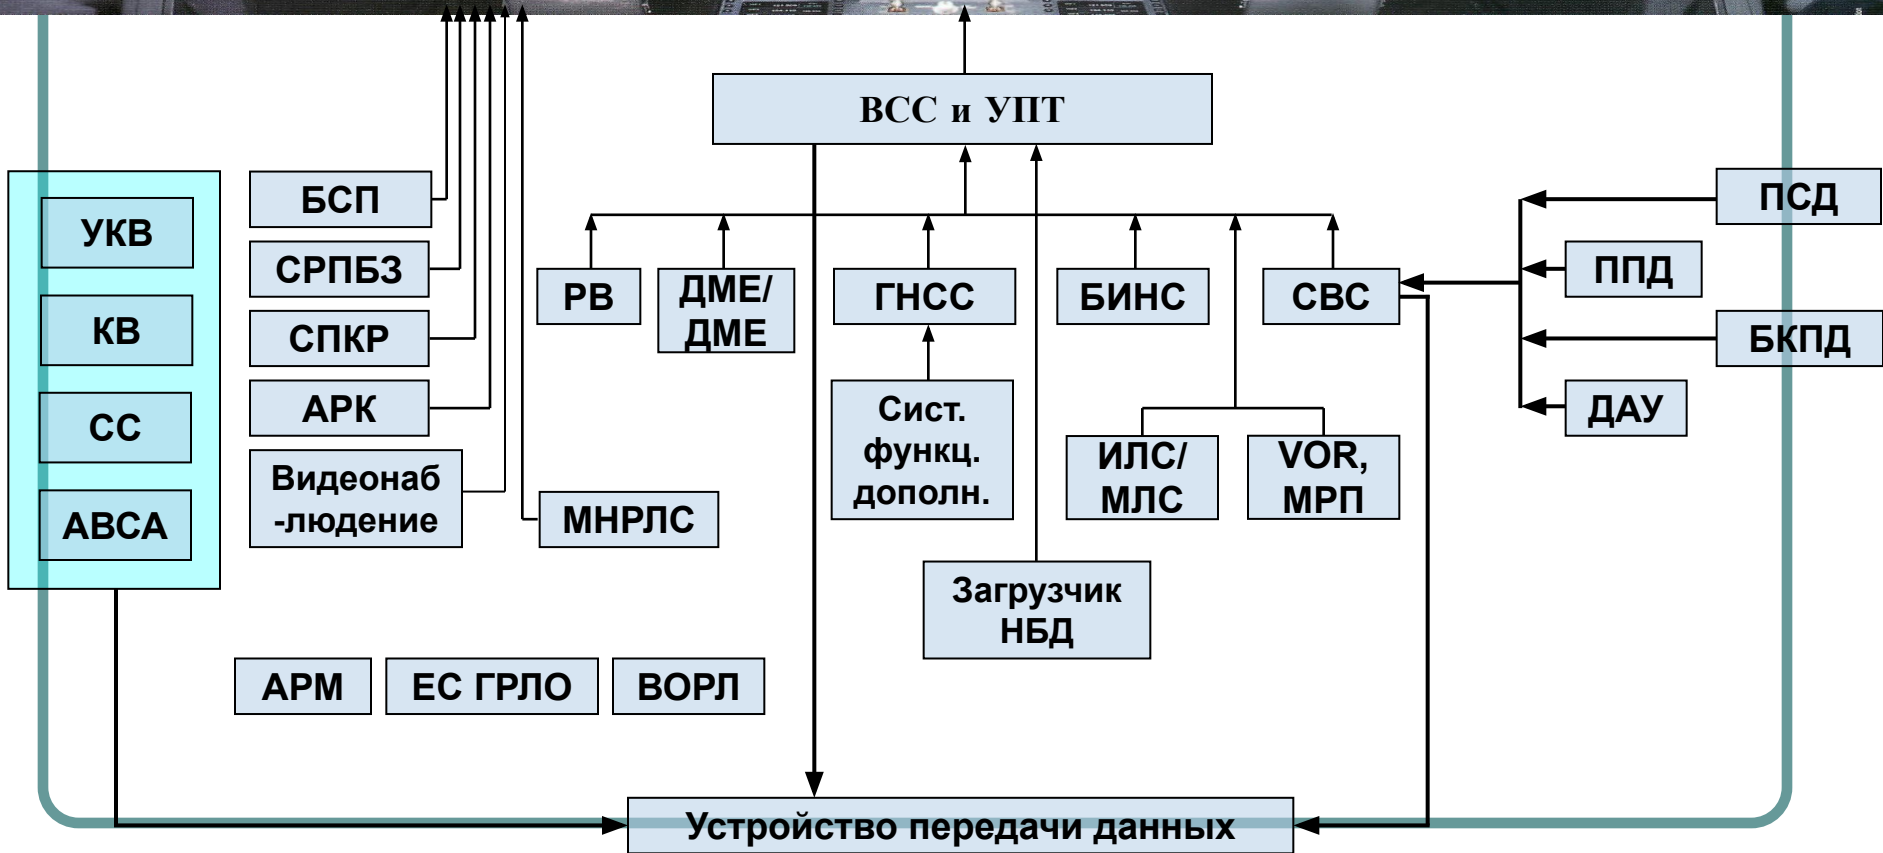 ВСС и УПТ
УКВ
КВ
СС
АВСА
БСП
СРПБЗ
СПКР
АРК
Видеонаб
-людение
МНРЛС
РВ
ДМЕ/
ДМЕ
ГНСС
БИНС
СВС
Сист.
функц.
дополн.
ИЛС/
МЛС
VOR,
МРП
Загрузчик
НБД
ПСД
ППД
БКПД
ДАУ
АРМ
ЕС ГРЛО
ВОРЛ
Устройство передачи данных